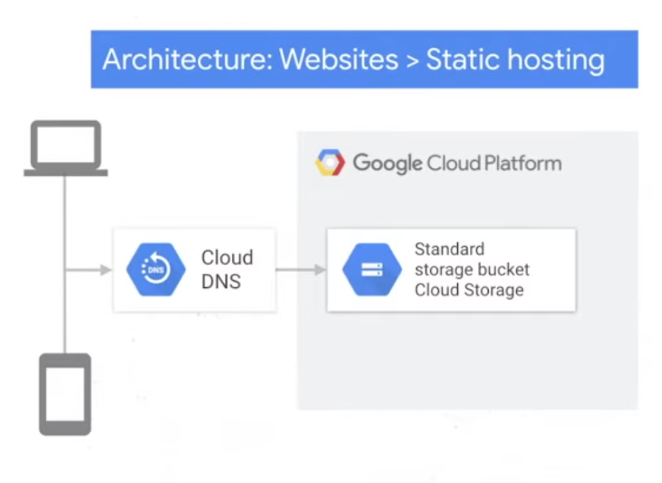 Architecture: Websites > Static hosting
Google Cloud Platform
Cloud
DNS
DNS
Standard
storage bucket
Cloud Storage